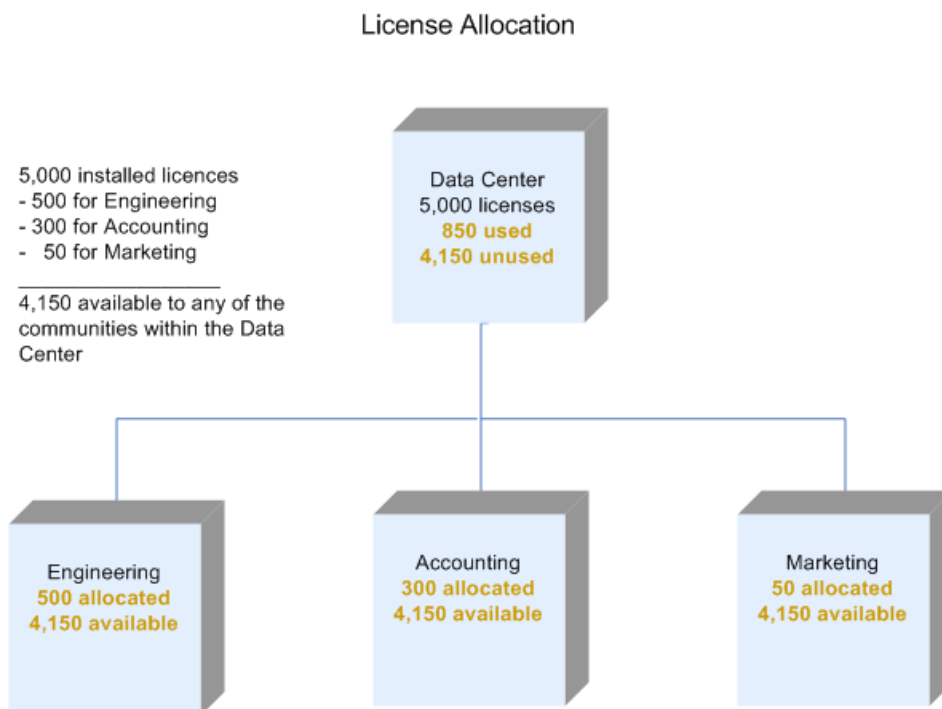 License Allocation
5,000 installed licences
- 500 for Engineering
- 300 for Accounting
-   50 for Marketing
4,150 available to any of the
communities within the Data
Center
Data Center
5,000 licenses
850 used
4,150 unused
Engineering
500 allocated
4,150 available
Accounting
300 allocated
4,150 available
Marketing
50 allocated
4,150 available